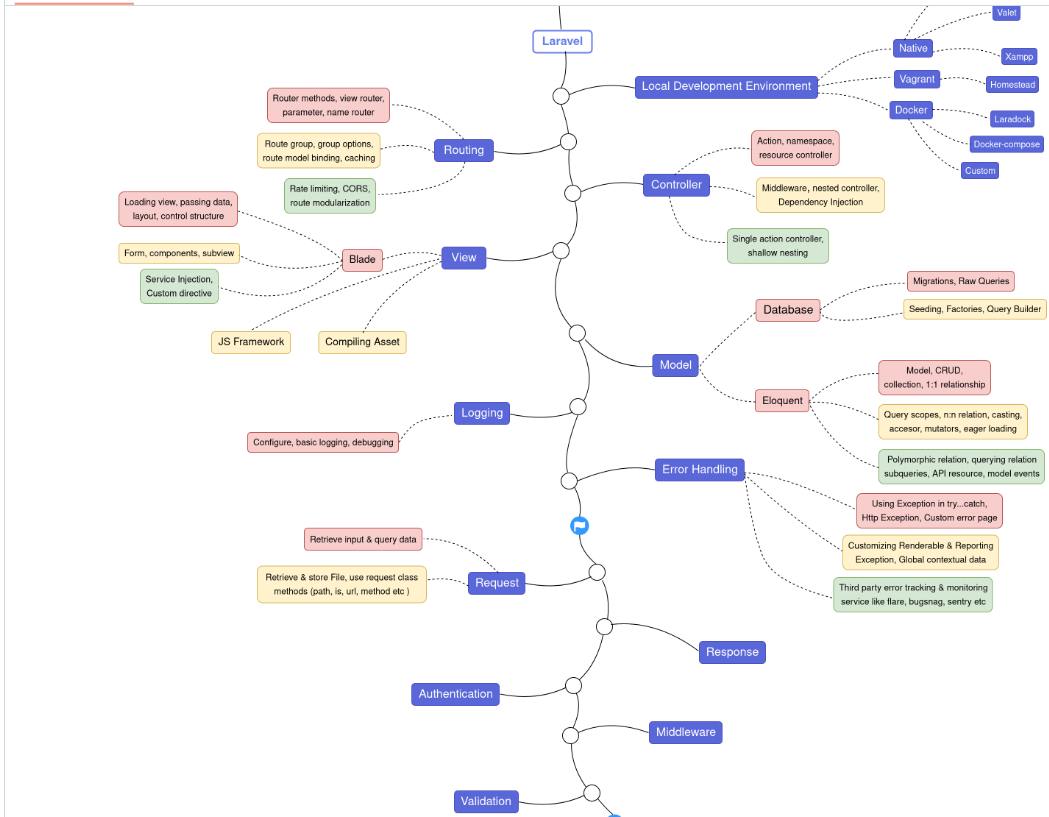 Laravel
Local Development Environment
Native
Valet
Xampp
Vagrant
Homestead
Docker
Laradock
Docker-compose
Custom
Routing
Router methods, view router,
parameter, name router
Route group, group options,
route model binding, caching
Rate limiting, CORS,
route modularization
Controller
Action, namespace,
resource controller
Middleware, nested controller,
Dependency Injection
Single action controller,
shallow nesting
View
Blade
Loading view, passing data,
layout, control structure
Form, components, subview
Service Injection,
Custom directive
JS Framework
Compiling Asset
Model
Database
Migrations, Raw Queries
Seeding, Factories, Query Builder
Eloquent
Model, CRUD,
collection, 1:1 relationship
Query scopes, n:n relation, casting,
accesor, mutators, eager loading
Polymorphic relation, querying relation
subqueries, API resource, model events
Logging
Configure, basic logging, debugging
Error Handling
Using Exception in try...catch,
Http Exception, Custom error page
Customizing Renderable & Reporting
Exception, Global contextual data
Third party error tracking & monitoring
service like flare, bugsnag, sentry etc
Request
Retrieve input & query data
Retrieve & store File, use request class
methods (path, is, url, method etc )
Response
Authentication
Middleware
Validation